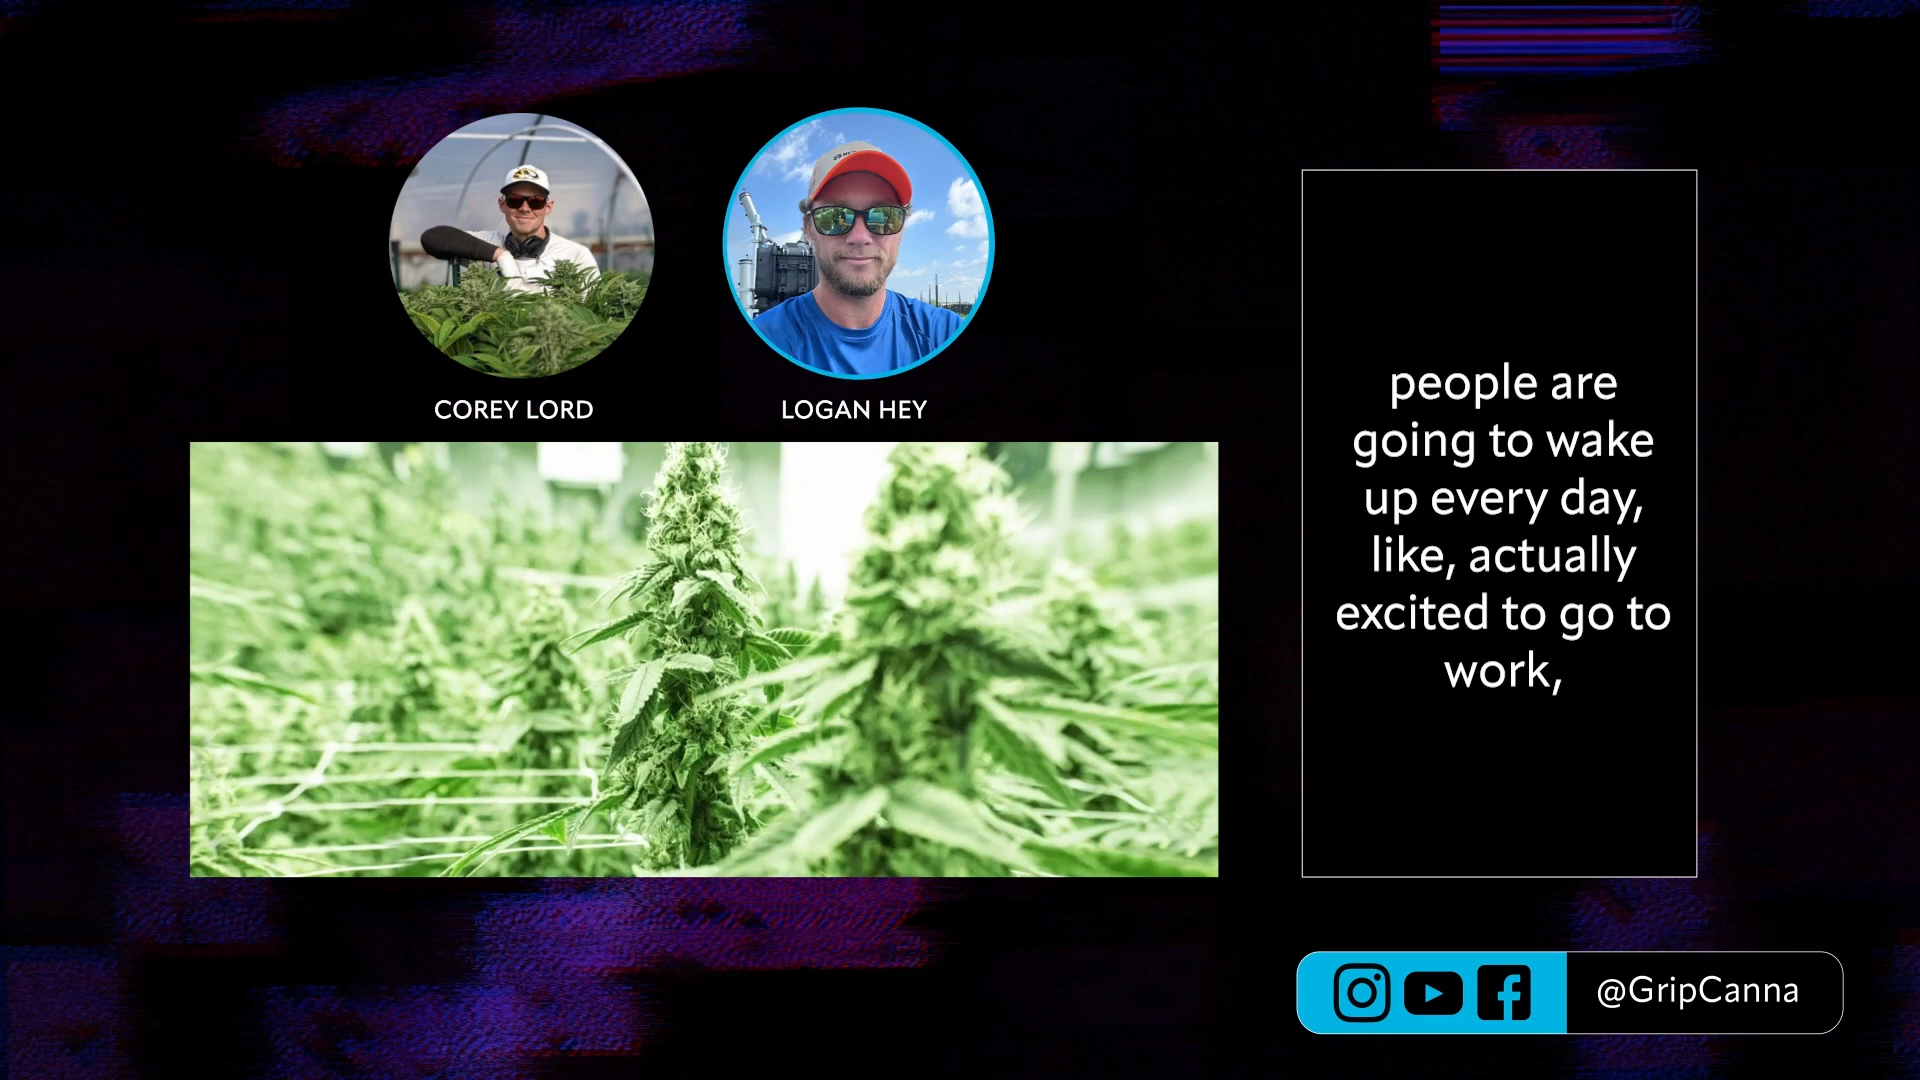 COREY LORD
LOGAN HEY
people are
going to wake
up every day,
like, actually
excited to go to
work,
@GripCanna